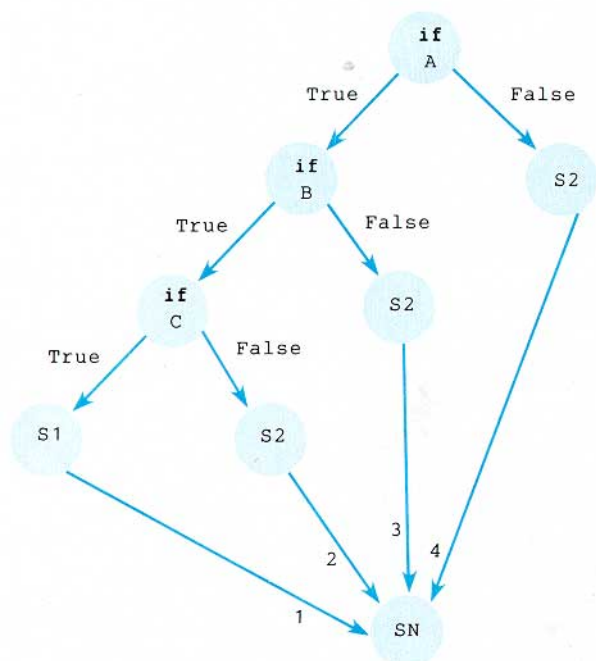 if
A
True
False
if
B
S2
True
False
if
C
S2
True
False
S1
S2
3
4
2
1
SN